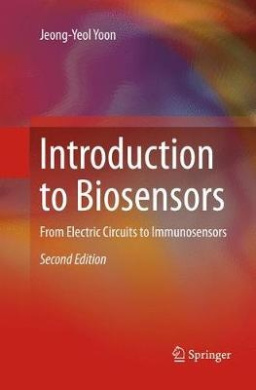 Jeong-Yeol Yoon
Introduction
to Biosensors
From Electric Circuits to Immunosensors
Second Edition
Springer